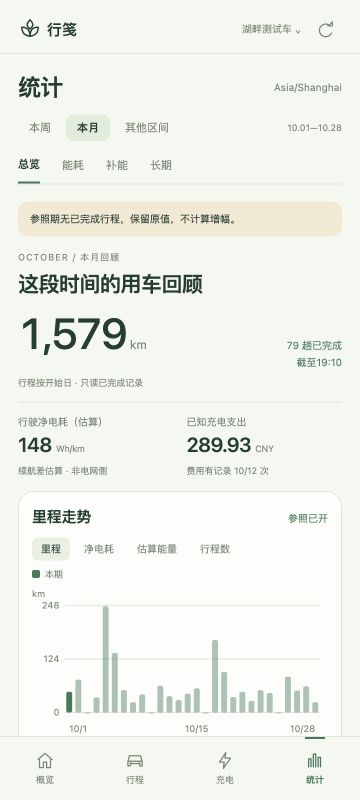 行笺
湖畔测试车
统计
Asia/Shanghai
本周 本月 其他区间 10.01—10.28
总览 能耗 补能 长期
参照期无已完成行程，保留原值，不计算增幅。
OCTOBER / 本月回顾
这段时间的用车回顾
1,579 km
79 趟已完成
截至19:10
行程按开始日 · 只读已完成记录
行驶净电耗（估算） 已知充电支出
148 Wh/km 289.93 CNY
续航差估算 · 非电网侧 费用有记录 10/12 次
里程走势 参照已开
里程 净电耗 估算能量 行程数
本期
km
248
124
0
10/1 10/15 10/28
概览 行程 充电 统计